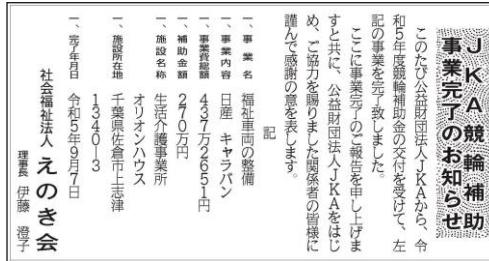 JKA競輪補助
事業完了のお知らせ
このたび公益財団法人JKAから、令
和5年度競輪補助金の交付を受けて、左
記の事業を完了致しました。
ここに事業完了のご報告を申し上げま
すと共に、公益財団法人JKAをはじ
め、ご協力を賜りました関係者の皆様に
謹んで感謝の意を表します。
記
一、事業名 福祉車両の整備
一、事業内容 日産 キャラバン
一、事業費総額 437万2651円
一、補助金額 270万円
一、施設名称 生活介護事業所
オリオンハウス
一、施設所在地 千葉県佐倉市上志津
1340-3
一、完了年月日 令和5年9月7日
社会福祉法人 えのき会
理事長 伊藤 澄子